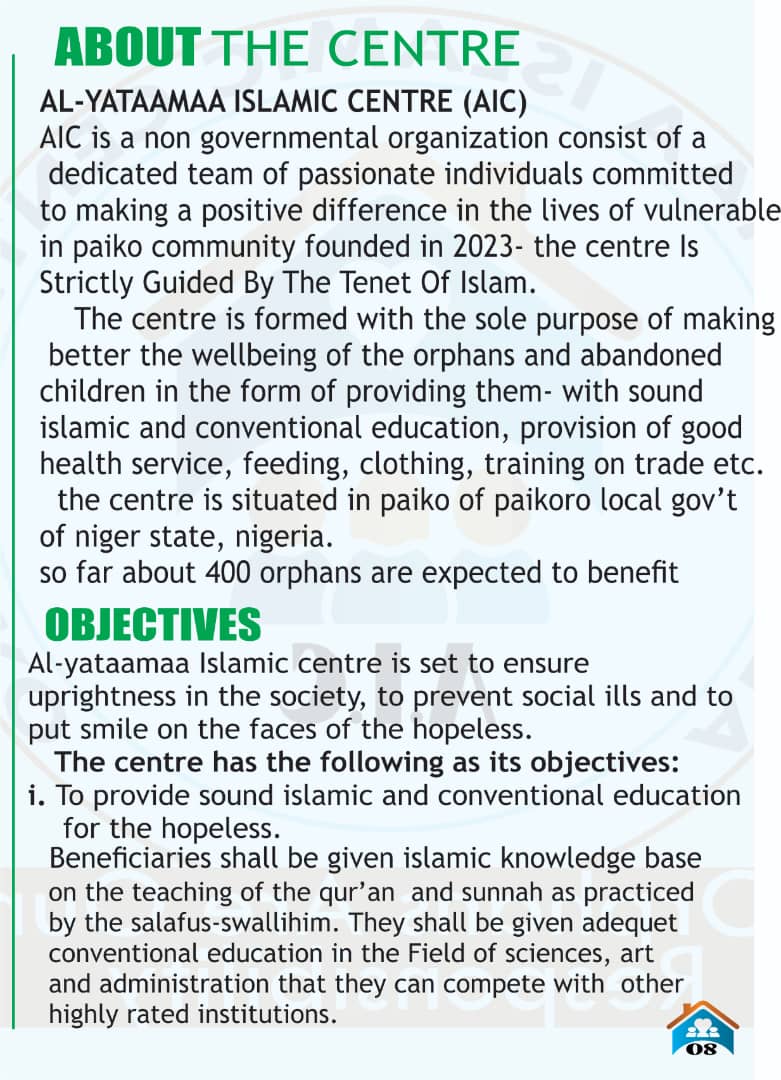 ABOUT THE CENTRE
AL-YATAAMAA ISLAMIC CENTRE (AIC)
AIC is a non governmental organization consist of a
dedicated team of passionate individuals committed
to making a positive difference in the lives of vulnerable
in paiko community founded in 2023- the centre Is
Strictly Guided By The Tenet Of Islam.
The centre is formed with the sole purpose of making
better the wellbeing of the orphans and abandoned
children in the form of providing them- with sound
islamic and conventional education, provision of good
health service, feeding, clothing, training on trade etc.
the centre is situated in paiko of paikoro local gov’t
of niger state, nigeria.
so far about 400 orphans are expected to benefit
OBJECTIVES
Al-yataamaa Islamic centre is set to ensure
uprightness in the society, to prevent social ills and to
put smile on the faces of the hopeless.
The centre has the following as its objectives:
i. To provide sound islamic and conventional education
for the hopeless.
Beneficiaries shall be given islamic knowledge base
on the teaching of the qur’an and sunnah as practiced
by the salafus-swallihim. They shall be given adequet
conventional education in the Field of sciences, art
and administration that they can compete with other
highly rated institutions.
08